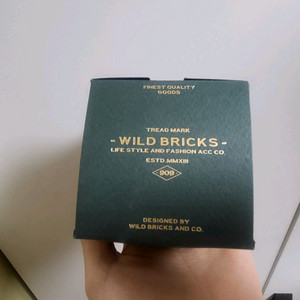 FINEST QUALITY
GOODS
TREAD MARK
- WILD BRICKS -
LIFE STYLE AND FASHION ACC CO.
ESTD.MMXIII
909
DESIGNED BY
WILD BRICKS AND CO.